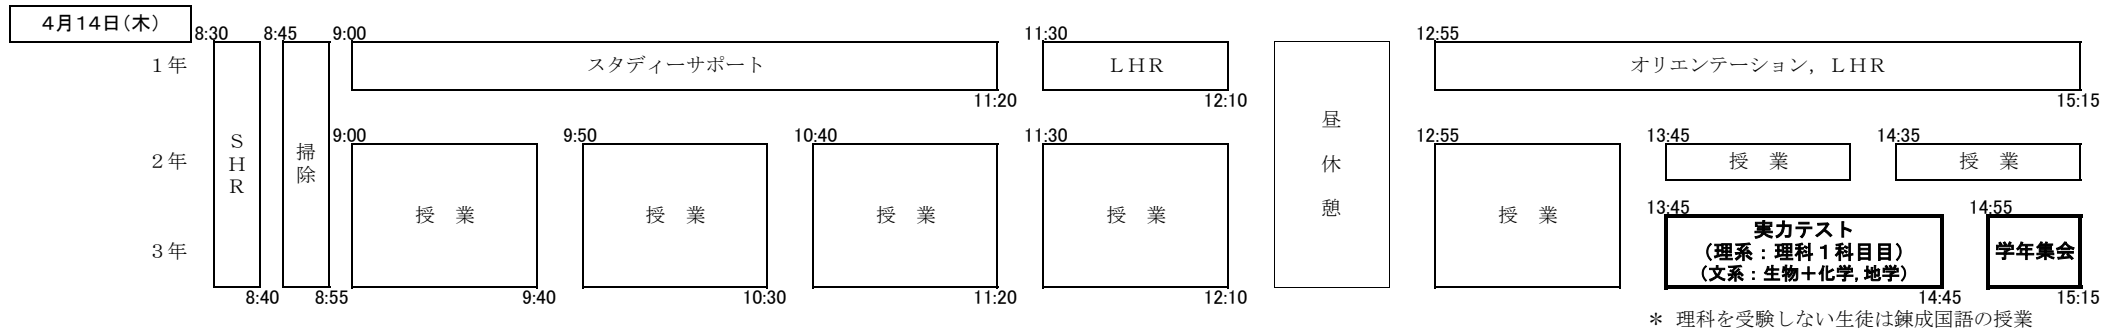 4月14日(木)
8:30
8:45
9:00
11:30
12:55
1年
スタディーサポート
LHR
オリエンテーション, LHR
11:20
12:10
15:15
9:00
9:50
10:40
11:30
12:55
13:45
14:35
2年
SHR
掃除
昼休憩
授 業
授 業
授 業
授 業
授 業
授 業
授 業
13:45
14:55
3年
実力テスト
(理系:理科1科目目)
(文系:生物+化学,地学)
学年集会
8:40
8:55
9:40
10:30
11:20
12:10
14:45
15:15
* 理科を受験しない生徒は錬成国語の授業